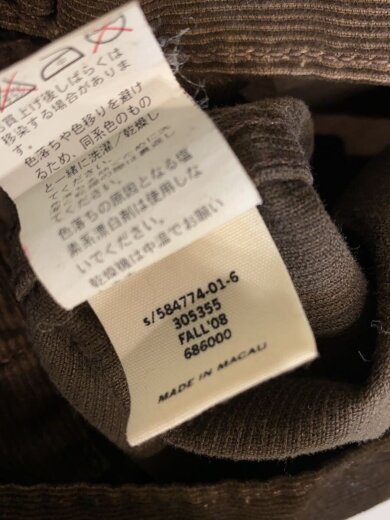 お買上げ後しばらくは
移染する場合がありま
す。
色落ちや色移りを避け
るため、同系色のもの
と一緒に洗濯/乾燥し
てください。
色落ちの原因となる塩
素系漂白剤は使用しな
いでください。
乾燥機は中温でお願い
s/584774-01-6
305355
FALL'08
686000
MADE IN MACAU